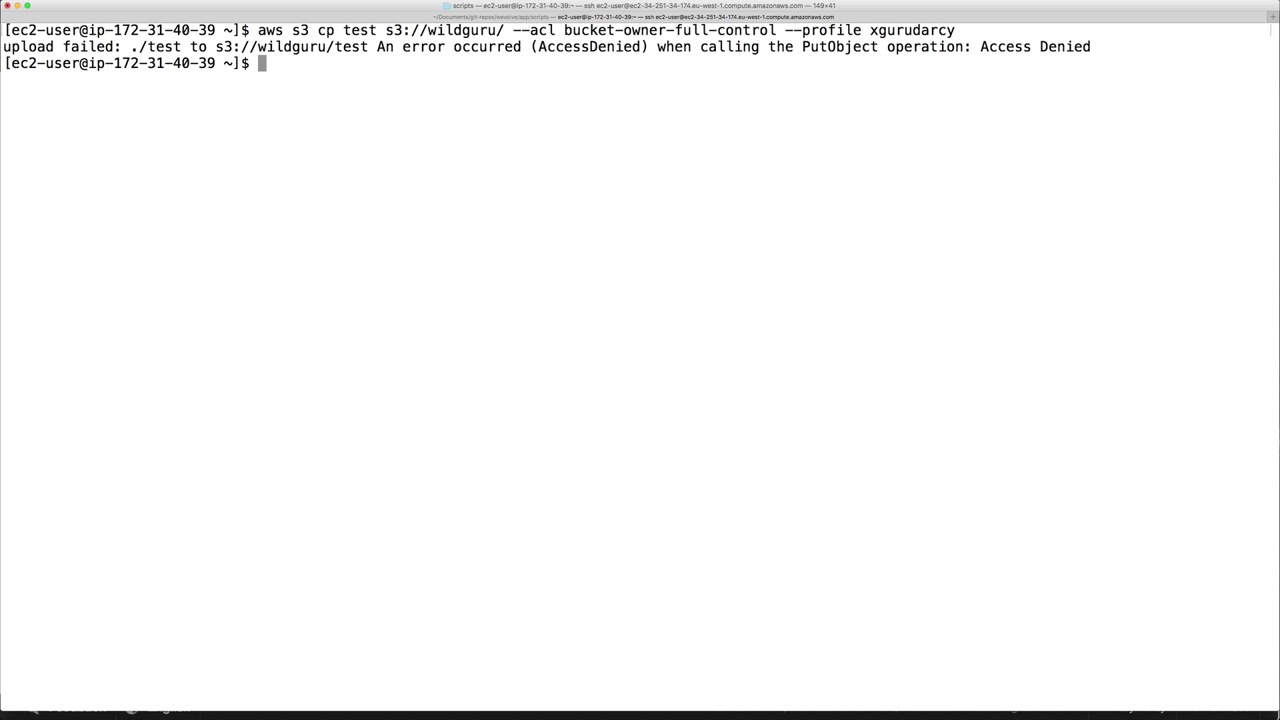 scripts — ec2-user@ip-172-31-40-39:~ — ssh ec2-user@ec2-34-251-34-174.eu-west-1.compute.amazonaws.com — 149×41
~/Documents/git-repos/wessive/app/scripts — ec2-user@ip-172-31-40-39:~ — ssh ec2-user@ec2-34-251-34-174.eu-west-1.compute.amazonaws.com +
[ec2-user@ip-172-31-40-39 ~]$ aws s3 cp test s3://wildguru/ --acl bucket-owner-full-control --profile xgurudarcy
upload failed: ./test to s3://wildguru/test An error occurred (AccessDenied) when calling the PutObject operation: Access Denied
[ec2-user@ip-172-31-40-39 ~]$